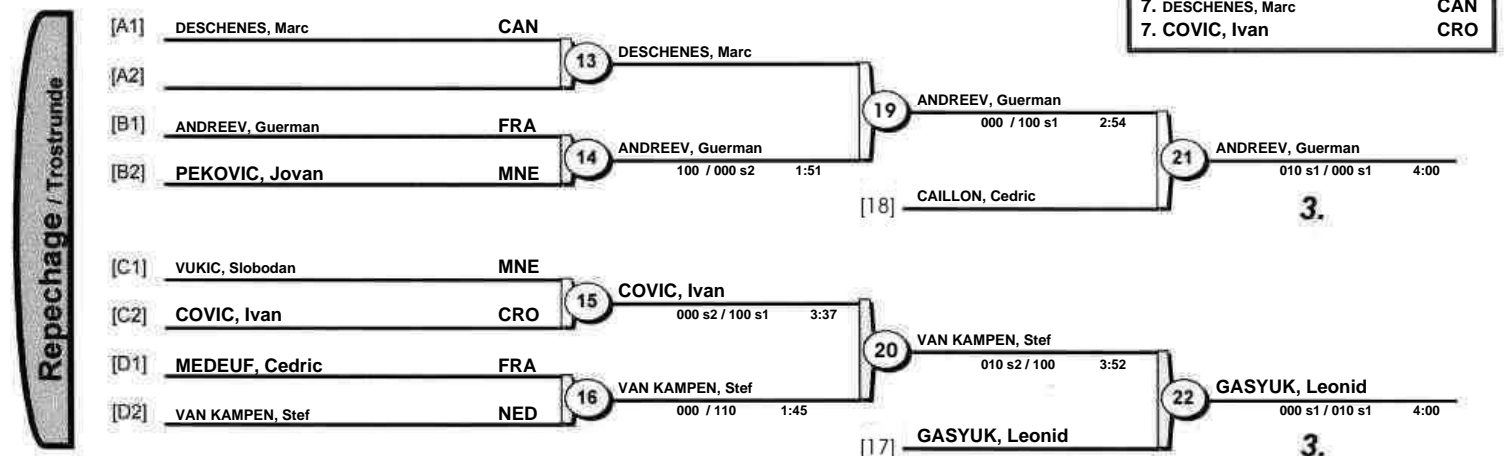 7. DESCHENES, Marc CAN
7. COVIC, Ivan CRO
Repechage / Trostrunde
[A1] DESCHENES, Marc CAN
[A2]
13 DESCHENES, Marc
[B1] ANDREEV, Guerman FRA
[B2] PEKOVIC, Jovan MNE
14 ANDREEV, Guerman
100 / 000 s2 1:51
19 ANDREEV, Guerman
000 / 100 s1 2:54
[18] CAILLON, Cedric
21 ANDREEV, Guerman
010 s1 / 000 s1 4:00
3.
[C1] VUKIC, Slobodan MNE
[C2] COVIC, Ivan CRO
15 COVIC, Ivan
000 s2 / 100 s1 3:37
[D1] MEDEUF, Cedric FRA
[D2] VAN KAMPEN, Stef NED
16 VAN KAMPEN, Stef
000 / 110 1:45
20 VAN KAMPEN, Stef
010 s2 / 100 3:52
[17] GASYUK, Leonid
22 GASYUK, Leonid
000 s1 / 010 s1 4:00
3.